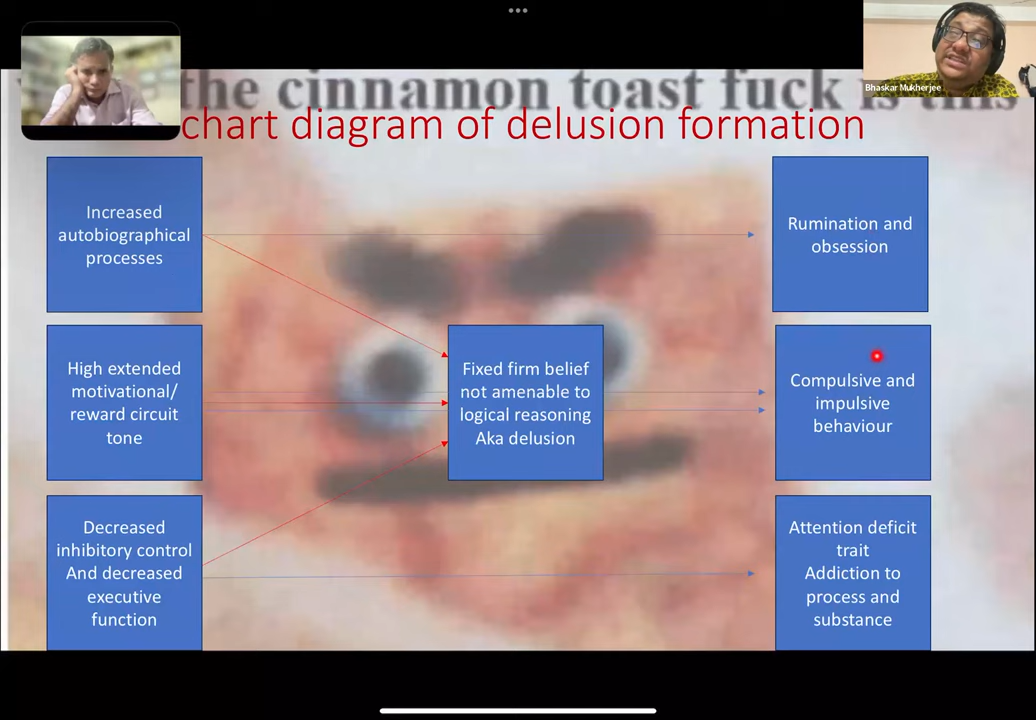 the cinnamon toast fuck is this
Bhaskar Mukherjee
chart diagram of delusion formation
Increased
autobiographical
processes
Rumination and
obsession
High extended
motivational/
reward circuit
tone
Fixed firm belief
not amenable to
logical reasoning
Aka delusion
Compulsive and
impulsive
behaviour
Decreased
inhibitory control
And decreased
executive
function
Attention deficit
trait
Addiction to
process and
substance